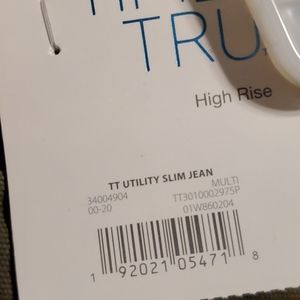 TRU
High Rise
TT UTILITY SLIM JEAN
34004904 MULTI
00-20 TT3010002975P
01W860204
1 92021 05471 8